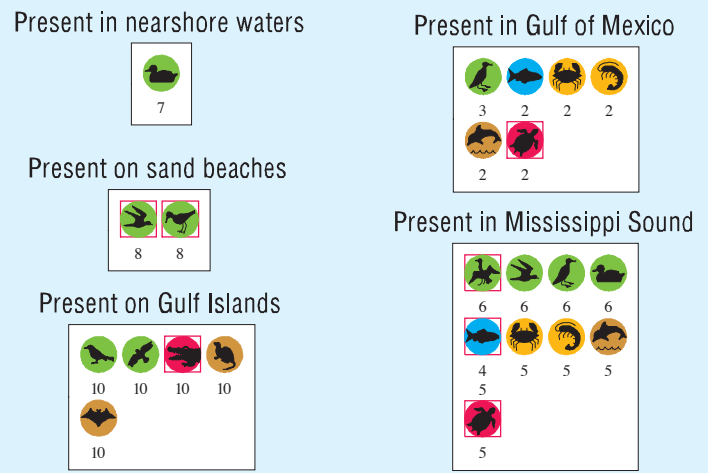 Present in nearshore waters
7
Present on sand beaches
8 8
Present on Gulf Islands
10 10 10 10
10
Present in Gulf of Mexico
3 2 2 2
2 2
Present in Mississippi Sound
6 6 6 6
4 5 5 5
5
5